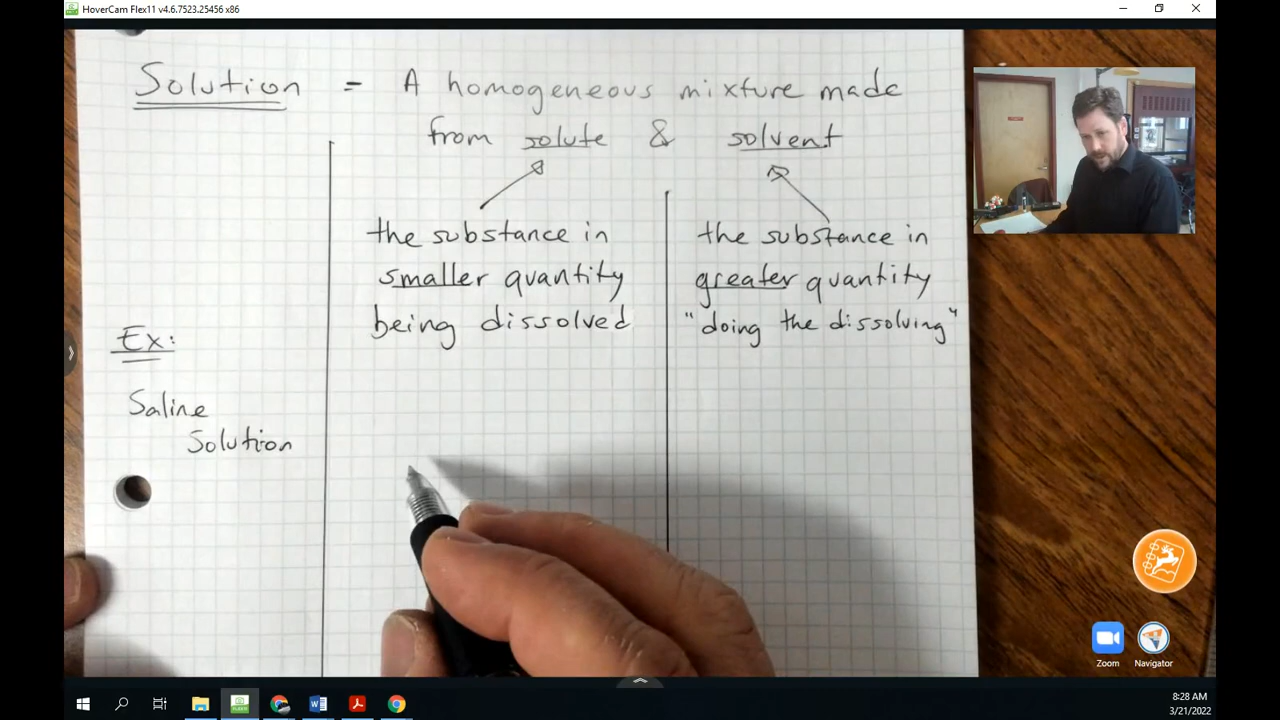 HoverCam Flex11 v4.6.7523.25456 x86
Solution = A homogeneous mixture made
from solute & solvent
the substance in
smaller quantity
being dissolved
the substance in
greater quantity
"doing the dissolving"
Ex:
Saline
Solution
Zoom
Navigator
8:28 AM
3/21/2022